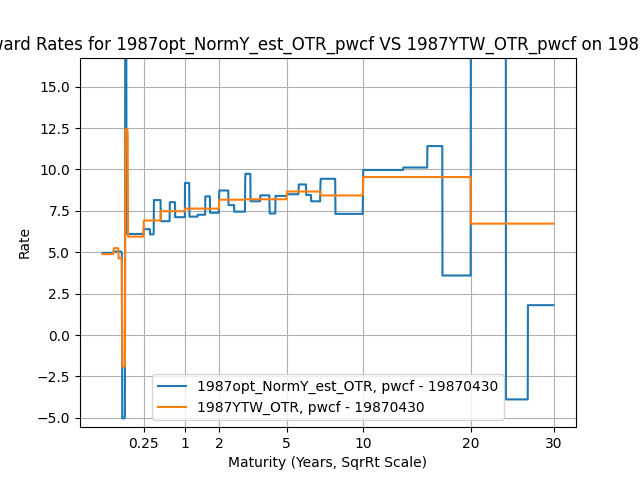 ward Rates for 1987opt_NormY_est_OTR_pwcf VS 1987YTW_OTR_pwcf on 198
15.0
12.5
10.0
7.5
5.0
2.5
0.0
−2.5
−5.0
Rate
0.25 1 2 5 10 20 30
Maturity (Years, SqrRt Scale)
1987opt_NormY_est_OTR, pwcf - 19870430
1987YTW_OTR, pwcf - 19870430